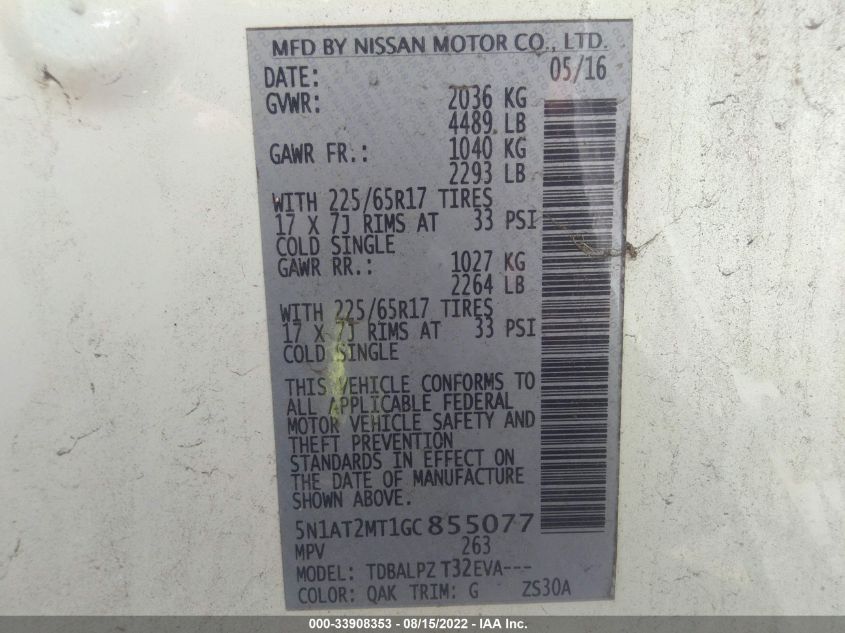 MFD BY NISSAN MOTOR CO., LTD.
DATE: 05/16
GVWR: 2036 KG
4489 LB
GAWR FR.: 1040 KG
2293 LB
WITH 225/65R17 TIRES
17 X 7J RIMS AT 33 PSI
COLD SINGLE
GAWR RR.: 1027 KG
2264 LB
WITH 225/65R17 TIRES
17 X 7J RIMS AT 33 PSI
COLD SINGLE
THIS VEHICLE CONFORMS TO
ALL APPLICABLE FEDERAL
MOTOR VEHICLE SAFETY AND
THEFT PREVENTION
STANDARDS IN EFFECT ON
THE DATE OF MANUFACTURE
SHOWN ABOVE.
5N1AT2MT1GC855077
MPV 263
MODEL: TDBALPZ T32EVA---
COLOR: QAK TRIM: G ZS30A
000-33908353 - 08/15/2022 - IAA, Inc.